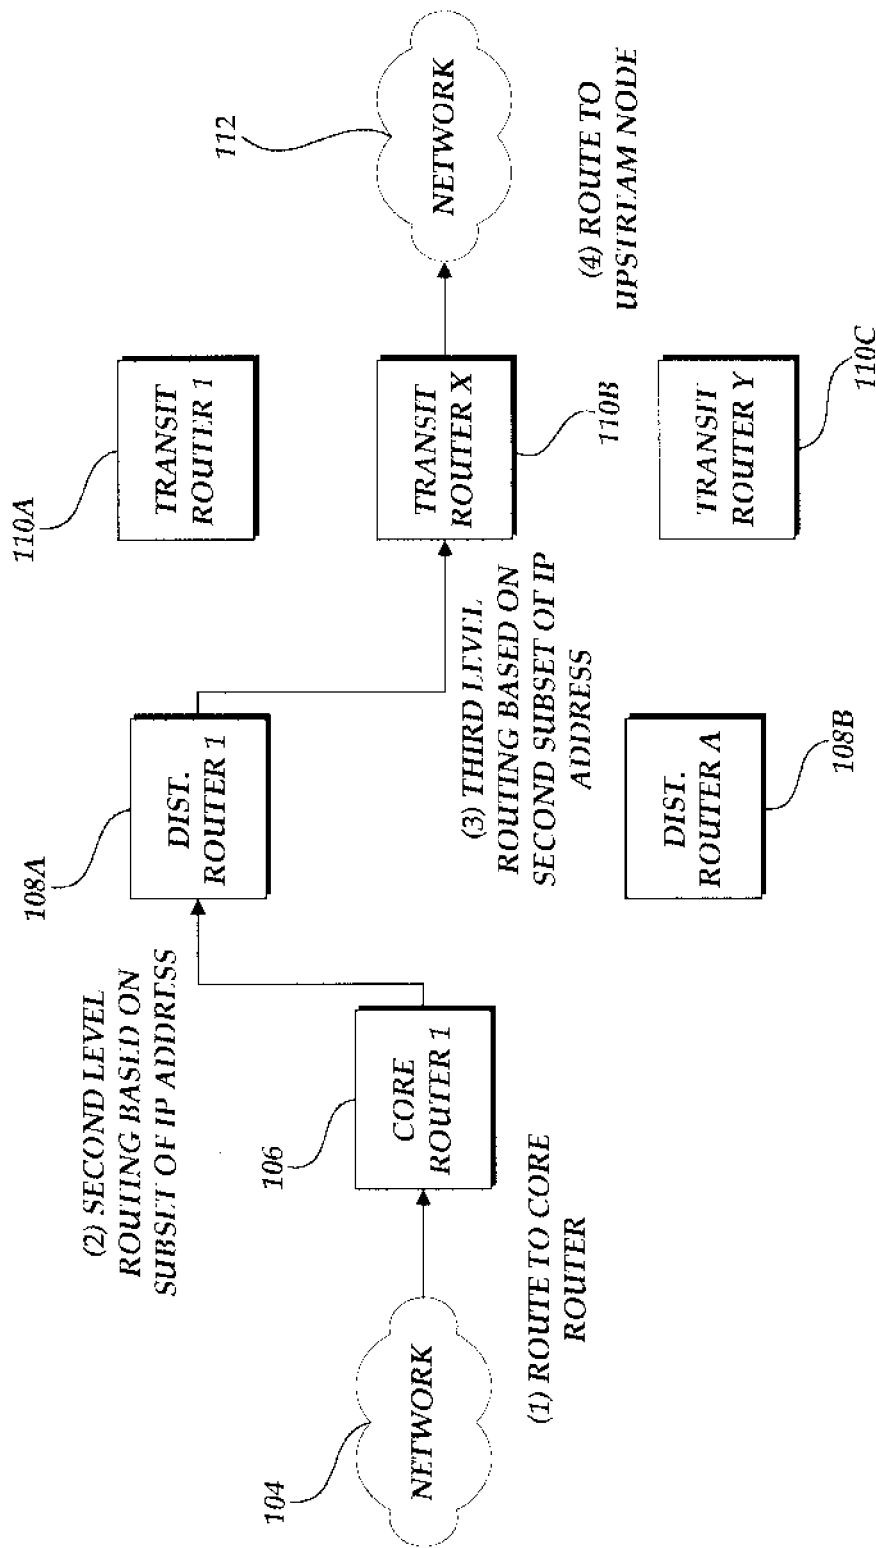 104
NETWORK
(1) ROUTE TO CORE
ROUTER
106
CORE
ROUTER 1
(2) SECOND LEVEL
ROUTING BASED ON
SUBSET OF IP ADDRESS
108A
DIST.
ROUTER 1
(3) THIRD LEVEL
ROUTING BASED ON
SECOND SUBSET OF IP
ADDRESS
DIST.
ROUTER A
108B
110A
TRANSIT
ROUTER 1
TRANSIT
ROUTER X
110B
TRANSIT
ROUTER Y
110C
112
NETWORK
(4) ROUTE TO
UPSTREAM NODE